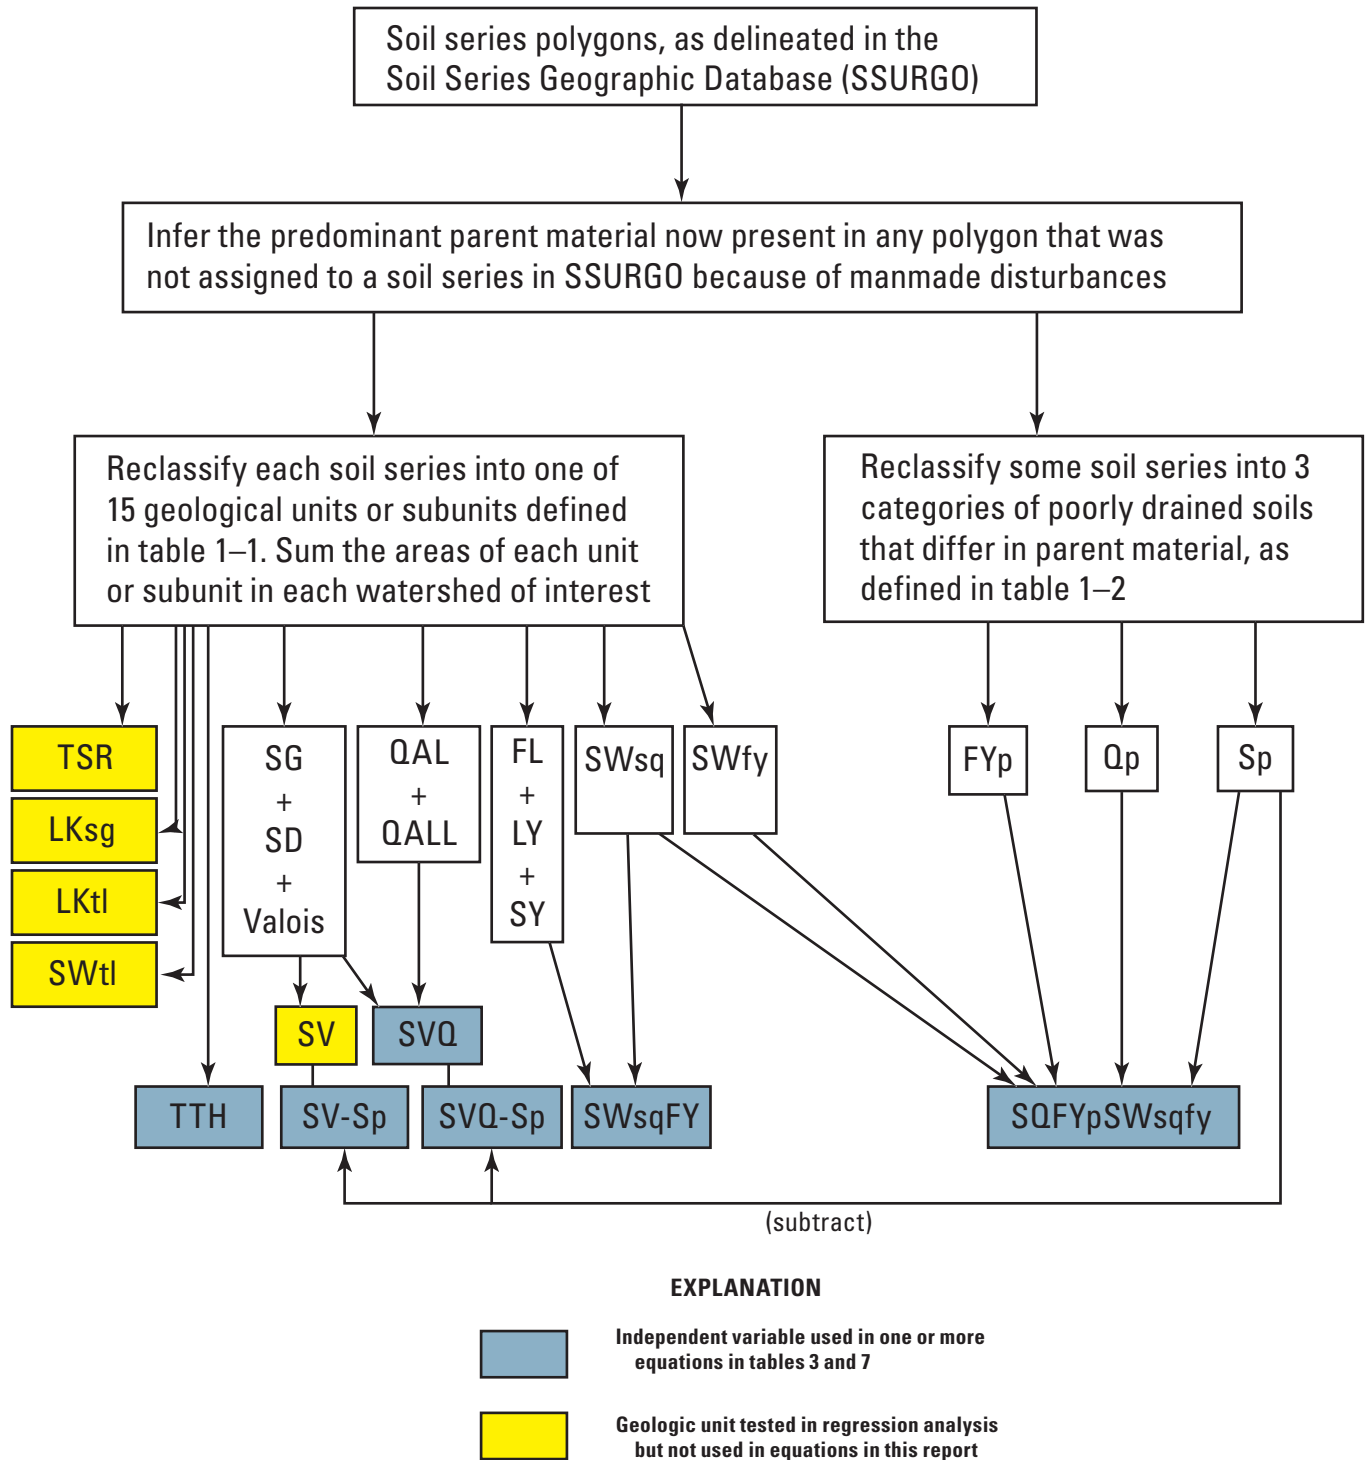 Soil series polygons, as delineated in the
Soil Series Geographic Database (SSURGO)
Infer the predominant parent material now present in any polygon that was
not assigned to a soil series in SSURGO because of manmade disturbances
Reclassify each soil series into one of
15 geological units or subunits defined
in table 1–1. Sum the areas of each unit
or subunit in each watershed of interest
Reclassify some soil series into 3
categories of poorly drained soils
that differ in parent material, as
defined in table 1–2
TSR
LKsg
LKtl
SWtl
SG
+
SD
+
Valois
QAL
+
QALL
FL
+
LY
+
SY
SWsq
SWfy
FYp
Qp
Sp
SV
SVQ
TTH
SV-Sp
SVQ-Sp
SWsqFY
SQFYpSWsqfy
(subtract)
EXPLANATION
Independent variable used in one or more
equations in tables 3 and 7
Geologic unit tested in regression analysis
but not used in equations in this report